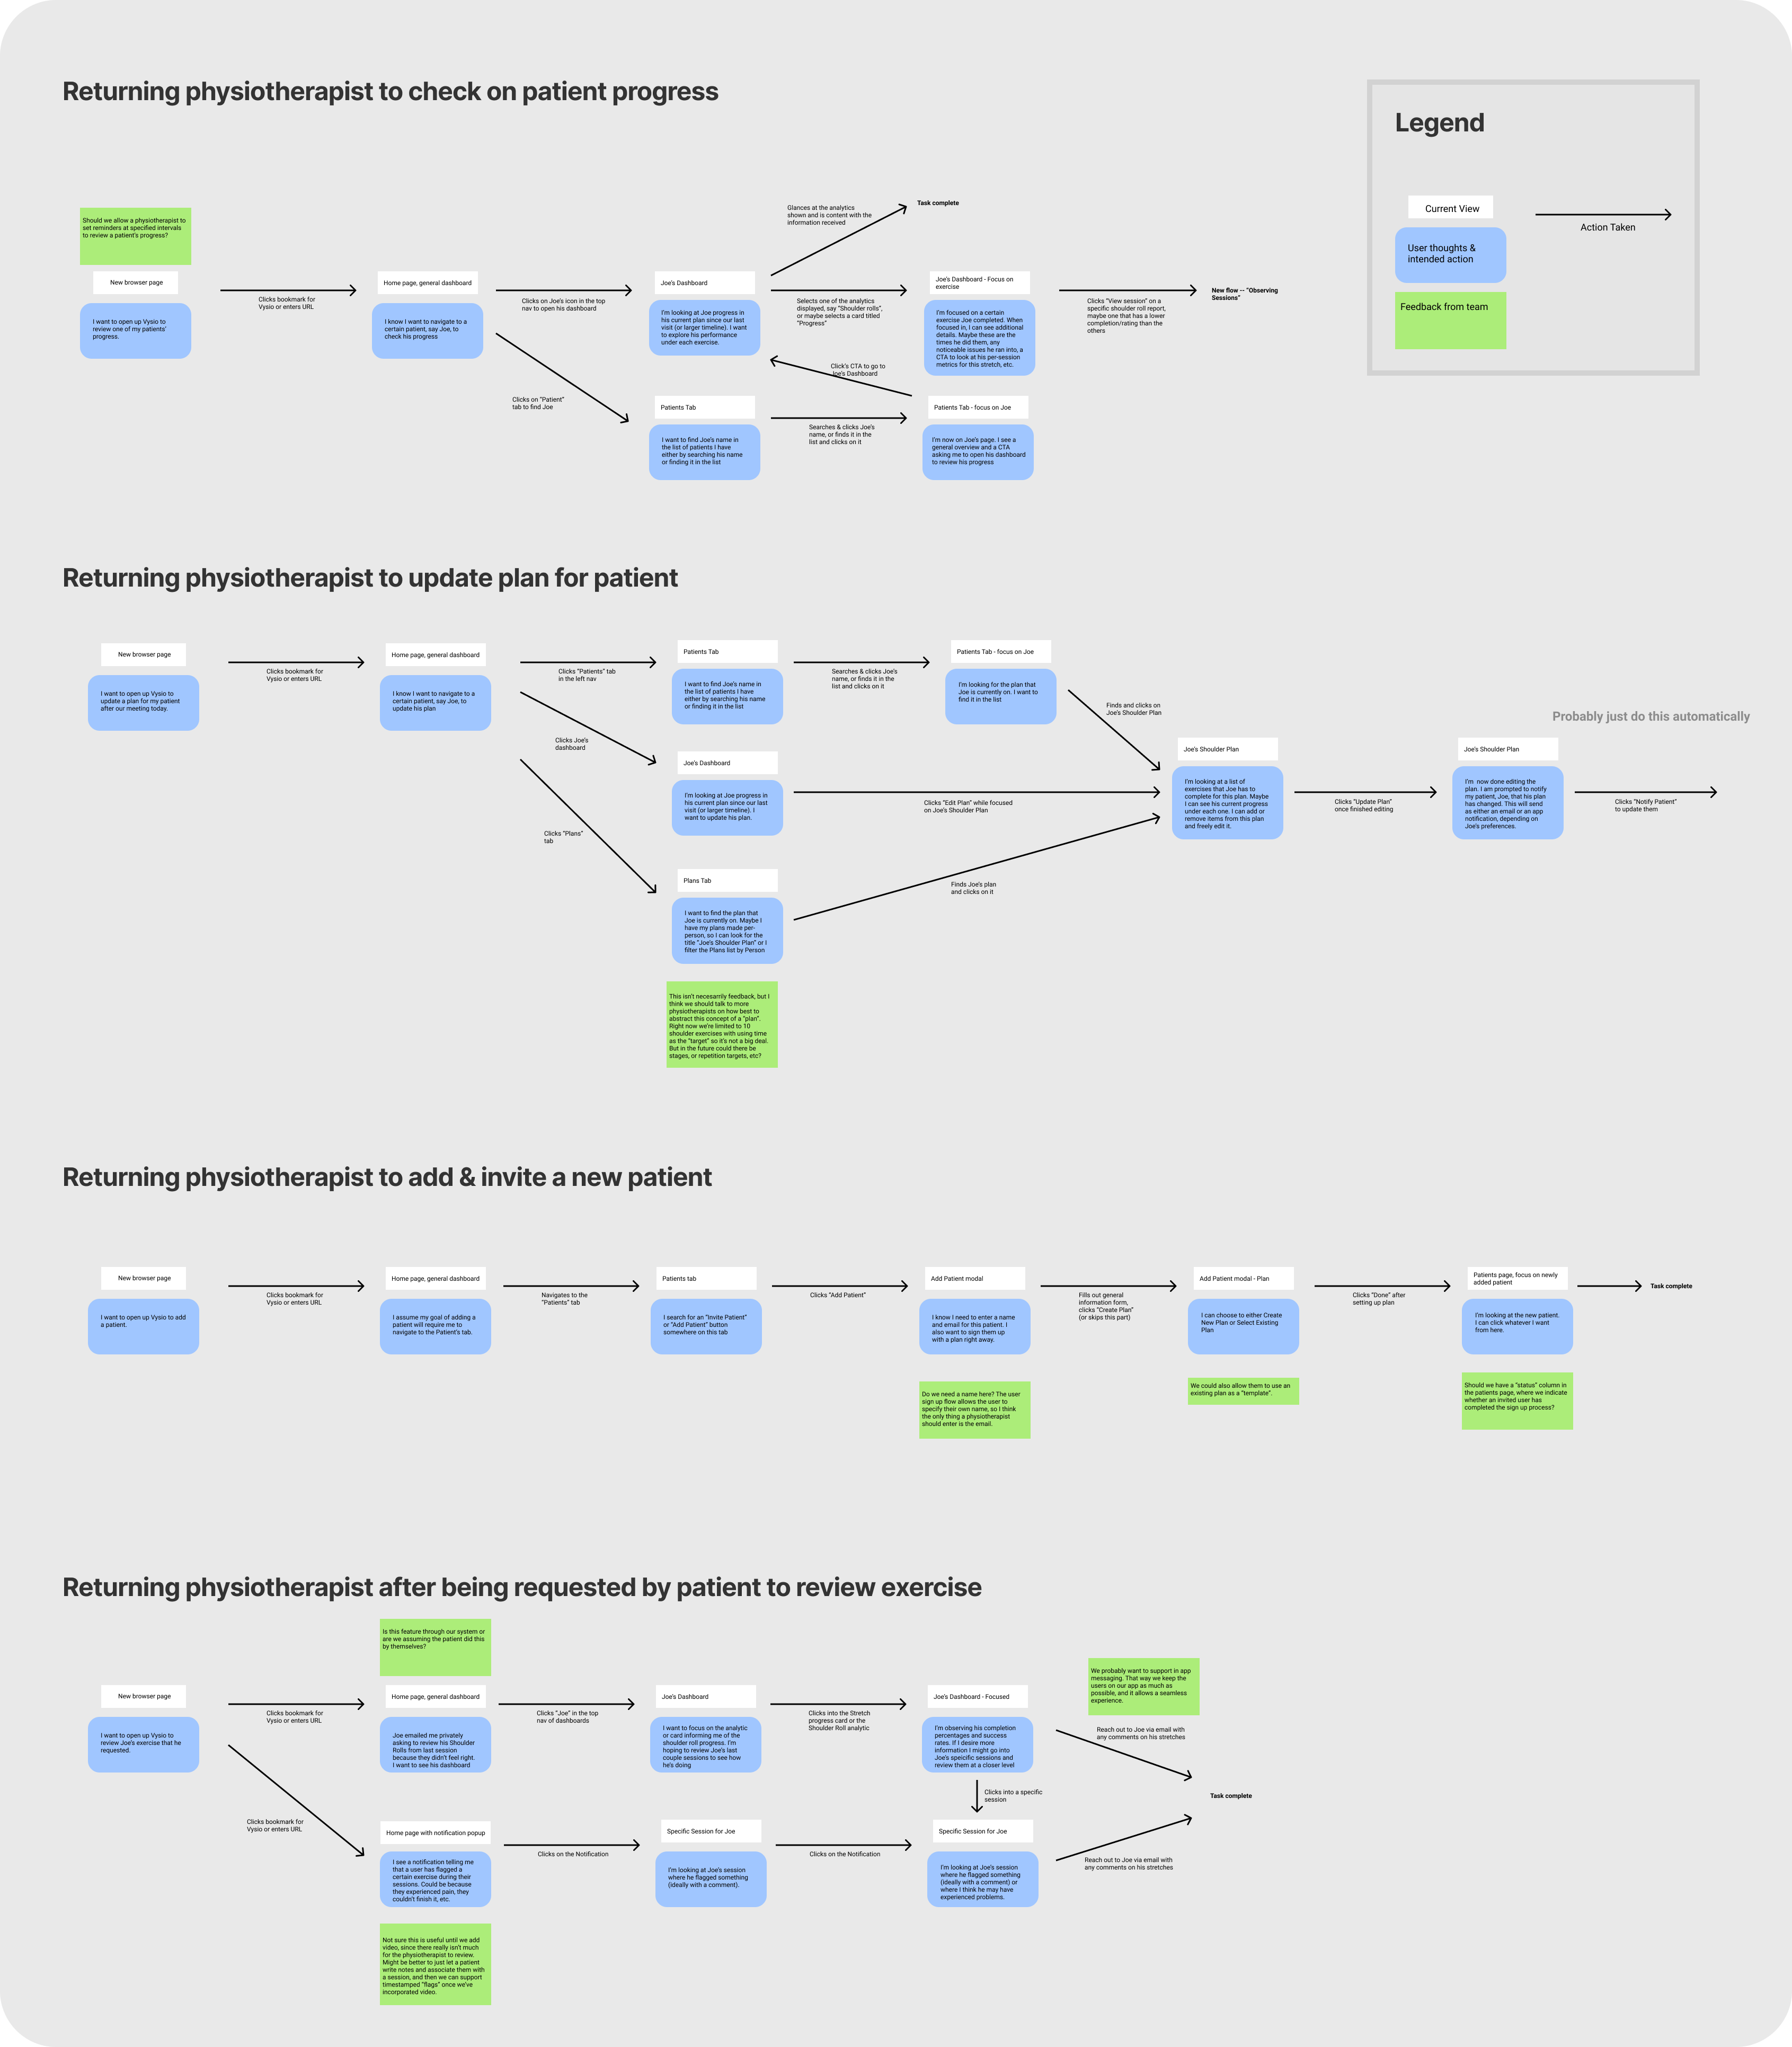 Returning physiotherapist to check on patient progress
Legend
Current View
Action Taken
User thoughts &
intended action
Feedback from team
Should we allow a physiotherapist to
set reminders at specified intervals
to review a patient's progress?
New browser page
I want to open up Vysio to
review one of my patients'
progress.
Clicks bookmark for
Vysio or enters URL
Home page, general dashboard
I know I want to navigate to a
certain patient, say Joe, to
check his progress
Clicks on Joe's icon in the top
nav to open his dashboard
Clicks on "Patient"
tab to find Joe
Joe's Dashboard
I'm looking at Joe progress in
his current plan since our last
visit (or larger timeline). I want
to explore his performance
under each exercise.
Glances at the analytics
shown and is content with the
information received
Task complete
Selects one of the analytics
displayed, say "Shoulder rolls",
or maybe selects a card titled
"Progress"
Joe's Dashboard - Focus on
exercise
I'm focused on a certain
exercise Joe completed. When
focused in, I can see additional
details. Maybe these are the
times he did them, any
noticeable issues he ran into, a
CTA to look at his per-session
metrics for this stretch, etc.
Clicks "View session" on a
specific shoulder roll report,
maybe one that has a lower
completion/rating than the
others
New flow -- "Observing
Sessions"
Click's CTA to go to
Joe's Dashboard
Patients Tab
I want to find Joe's name in
the list of patients I have
either by searching his name
or finding it in the list
Searches & clicks Joe's
name, or finds it in the
list and clicks on it
Patients Tab - focus on Joe
I'm now on Joe's page. I see a
general overview and a CTA
asking me to open his dashboard
to review his progress
Returning physiotherapist to update plan for patient
New browser page
I want to open up Vysio to
update a plan for my patient
after our meeting today.
Clicks bookmark for
Vysio or enters URL
Home page, general dashboard
I know I want to navigate to a
certain patient, say Joe, to
update his plan
Clicks "Patients" tab
in the left nav
Clicks Joe's
dashboard
Clicks "Plans"
tab
Patients Tab
I want to find Joe's name in
the list of patients I have
either by searching his name
or finding it in the list
Searches & clicks Joe's
name, or finds it in the
list and clicks on it
Patients Tab - focus on Joe
I'm looking for the plan that
Joe is currently on. I want to
find it in the list
Finds and clicks on
Joe's Shoulder Plan
Joe's Dashboard
I'm looking at Joe progress in
his current plan since our last
visit (or larger timeline). I
want to update his plan.
Clicks "Edit Plan" while focused
on Joe's Shoulder Plan
Plans Tab
I want to find the plan that
Joe is currently on. Maybe I
have my plans made per-
person, so I can look for the
title "Joe's Shoulder Plan" or I
filter the Plans list by Person
Finds Joe's plan
and clicks on it
This isn't necesarrily feedback, but I
think we should talk to more
physiotherapists on how best to
abstract this concept of a "plan".
Right now we're limited to 10
shoulder exercises with using time
as the "target" so it's not a big deal.
But in the future could there be
stages, or repetition targets, etc?
Joe's Shoulder Plan
I'm looking at a list of
exercises that Joe has to
complete for this plan. Maybe
I can see his current progress
under each one. I can add or
remove items from this plan
and freely edit it.
Clicks "Update Plan"
once finished editing
Probably just do this automatically
Joe's Shoulder Plan
I'm now done editing the
plan. I am prompted to notify
my patient, Joe, that his plan
has changed. This will send
as either an email or an app
notification, depending on
Joe's preferences.
Clicks "Notify Patient"
to update them
Returning physiotherapist to add & invite a new patient
New browser page
I want to open up Vysio to add
a patient.
Clicks bookmark for
Vysio or enters URL
Home page, general dashboard
I assume my goal of adding a
patient will require me to
navigate to the Patient's tab.
Navigates to the
"Patients" tab
Patients tab
I search for an "Invite Patient"
or "Add Patient" button
somewhere on this tab
Clicks "Add Patient"
Add Patient modal
I know I need to enter a name
and email for this patient. I
also want to sign them up
with a plan right away.
Do we need a name here? The user
sign up flow allows the user to
specify their own name, so I think
the only thing a physiotherapist
should enter is the email.
Fills out general
information form,
clicks "Create Plan"
(or skips this part)
Add Patient modal - Plan
I can choose to either Create
New Plan or Select Existing
Plan
We could also allow them to use an
existing plan as a "template".
Clicks "Done" after
setting up plan
Patients page, focus on newly
added patient
I'm looking at the new patient.
I can click whatever I want
from here.
Should we have a "status" column in
the patients page, where we indicate
whether an invited user has
completed the sign up process?
Task complete
Returning physiotherapist after being requested by patient to review exercise
Is this feature through our system or
are we assuming the patient did this
by themselves?
New browser page
I want to open up Vysio to
review Joe's exercise that he
requested.
Clicks bookmark for
Vysio or enters URL
Home page, general dashboard
Joe emailed me privately
asking to review his Shoulder
Rolls from last session
because they didn't feel right.
I want to see his dashboard
Clicks "Joe" in the top
nav of dashboards
Joe's Dashboard
I want to focus on the analytic
or card informing me of the
shoulder roll progress. I'm
hoping to review Joe's last
couple sessions to see how
he's doing
Clicks into the Stretch
progress card or the
Shoulder Roll analytic
Joe's Dashboard - Focused
I'm observing his completion
percentages and success
rates. If I desire more
information I might go into
Joe's speicific sessions and
review them at a closer level
We probably want to support in app
messaging. That way we keep the
users on our app as much as
possible, and it allows a seamless
experience.
Reach out to Joe via email with
any comments on his stretches
Clicks into a specific
session
Task complete
Clicks bookmark for
Vysio or enters URL
Home page with notification popup
I see a notification telling me
that a user has flagged a
certain exercise during their
sessions. Could be because
they experienced pain, they
couldn't finish it, etc.
Clicks on the Notification
Specific Session for Joe
I'm looking at Joe's session
where he flagged something
(ideally with a comment).
Clicks on the Notification
Specific Session for Joe
I'm looking at Joe's session
where he flagged something
(ideally with a comment) or
where I think he may have
experienced problems.
Reach out to Joe via email with
any comments on his stretches
Not sure this is useful until we add
video, since there really isn't much
for the physiotherapist to review.
Might be better to just let a patient
write notes and associate them with
a session, and then we can support
timestamped "flags" once we've
incorporated video.